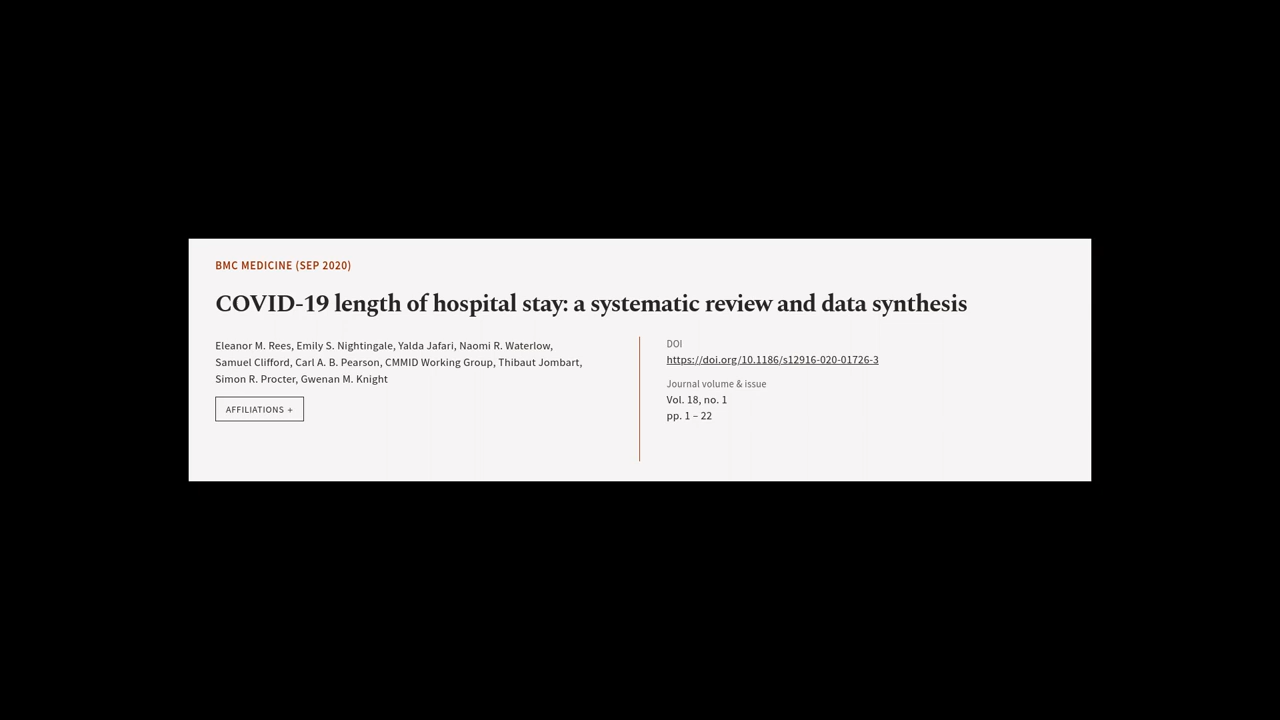 BMC MEDICINE (SEP 2020)
COVID-19 length of hospital stay: a systematic review and data synthesis
Eleanor M. Rees, Emily S. Nightingale, Yalda Jafari, Naomi R. Waterlow,
Samuel Clifford, Carl A. B. Pearson, CMMID Working Group, Thibaut Jombart,
Simon R. Procter, Gwenan M. Knight
AFFILIATIONS +
DOI
https://doi.org/10.1186/s12916-020-01726-3
Journal volume & issue
Vol. 18, no. 1
pp. 1 – 22